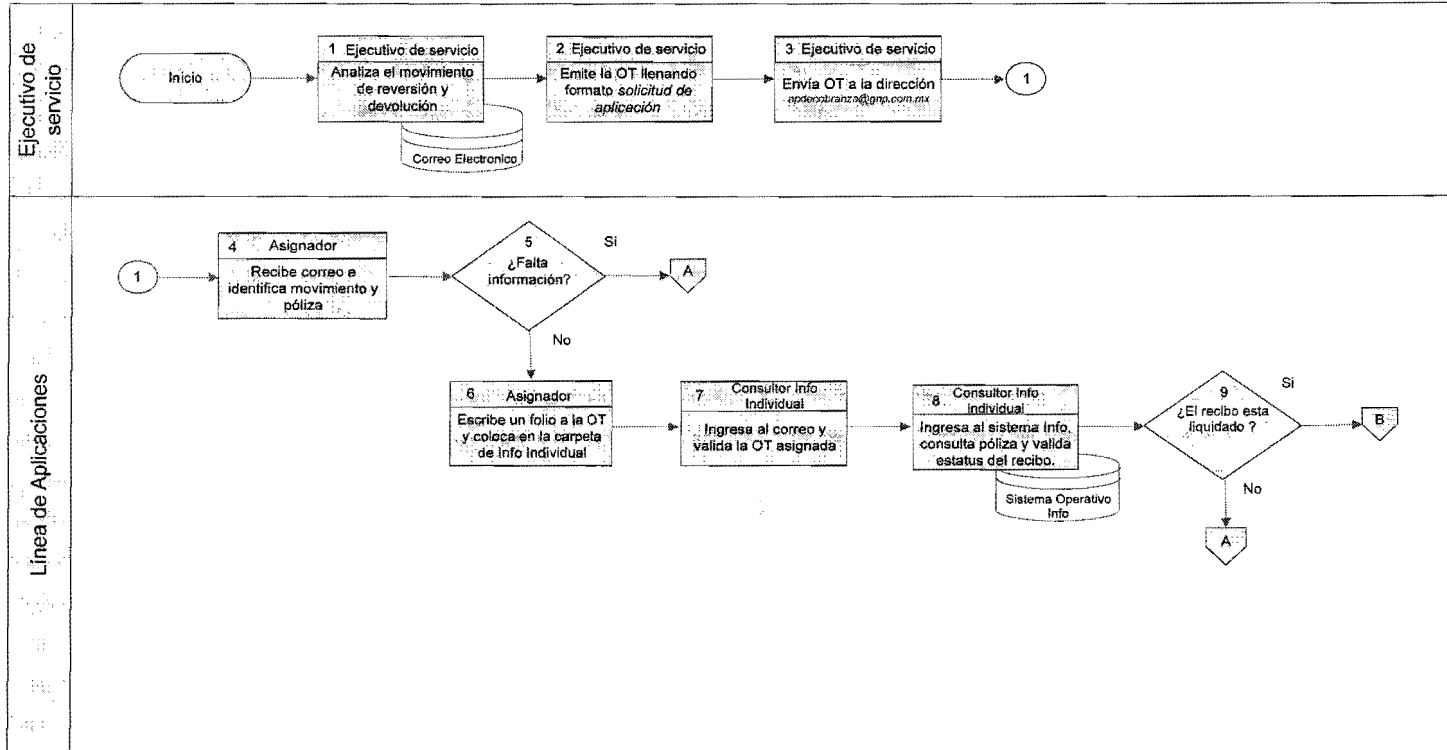 Ejecutivo de
servicio
Inicio
1 Ejecutivo de servicio
Analiza el movimiento
de reversión y
devolución
Correo Electronico
2 Ejecutivo de servicio
Emite la OT llenando
formato solicitud de
aplicación
3 Ejecutivo de servicio
Envía OT a la dirección
apdecobranza@gnp.com.mx
1
Línea de Aplicaciones
1
4 Asignador
Recibe correo e
identifica movimiento y
póliza
5
¿Falta
información?
Si
A
No
6 Asignador
Escribe un folio a la OT
y coloca en la carpeta
de Info Individual
7 Consultor Info
Individual
Ingresa al correo y
valida la OT asignada
8 Consultor Info
Individual
Ingresa al sistema Info,
consulta póliza y valida
estatus del recibo.
Sistema Operativo
Info
9
¿El recibo esta
liquidado ?
Si
B
No
A